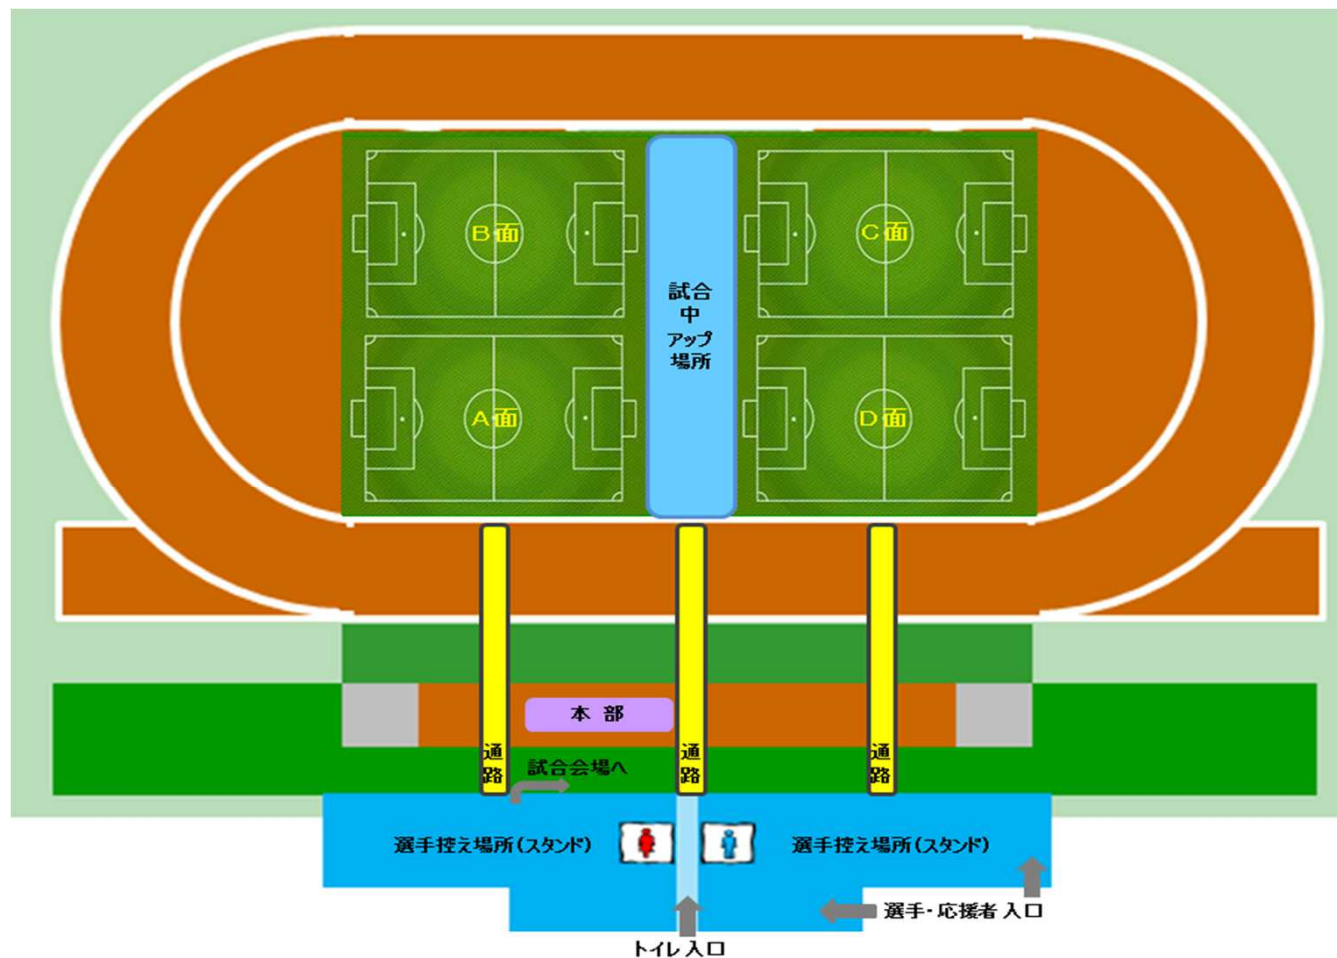 B面
C面
試合
中
アップ
場所
A面
D面
本 部
通
路
通
路
通
路
試合会場へ
選手控え場所(スタンド)
選手控え場所(スタンド)
選手・応援者 入口
トイレ 入口